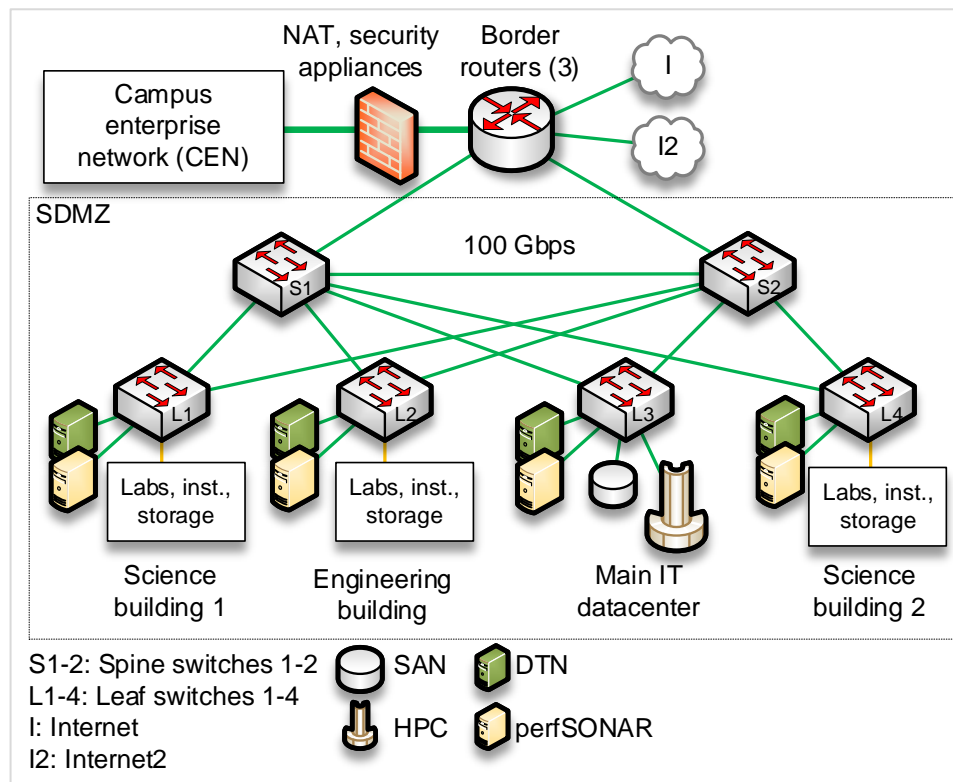 NAT, security
appliances
Border
routers (3)
I
I2
Campus
enterprise
network (CEN)
SDMZ
100 Gbps
S1
S2
L1
L2
L3
L4
Labs, inst.,
storage
Labs, inst.,
storage
Labs, inst.,
storage
Science
building 1
Engineering
building
Main IT
datacenter
Science
building 2
S1-2: Spine switches 1-2
L1-4: Leaf switches 1-4
I: Internet
I2: Internet2
SAN
HPC
DTN
perfSONAR